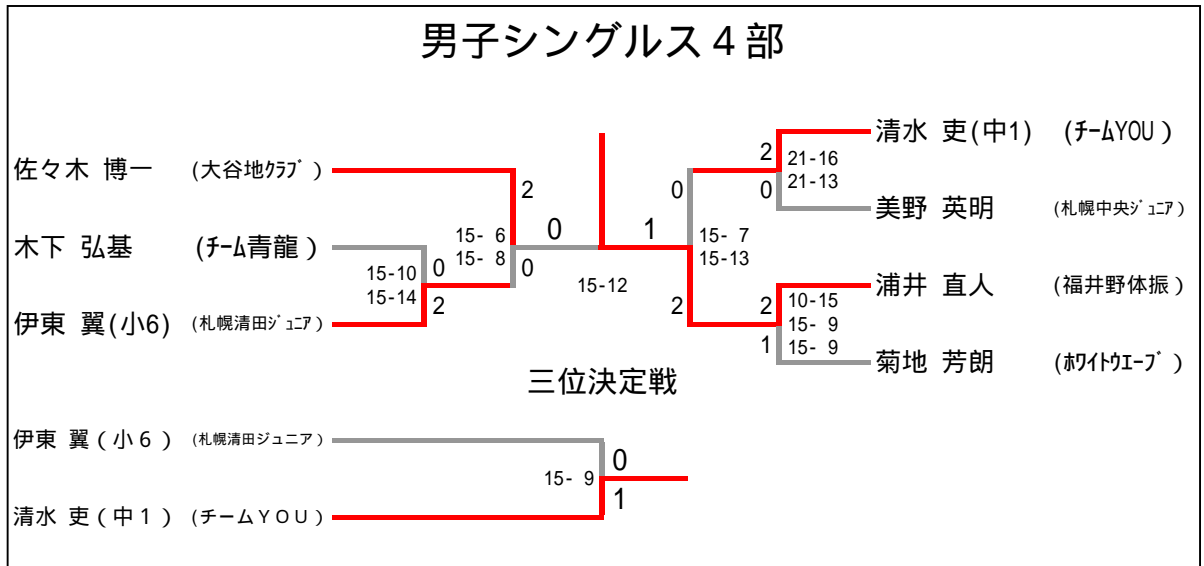 男子シングルス４部
清水 吏(中1) (ﾁｰﾑYOU)
2 21-16
21-13
0
佐々木 博一 (大谷地ｸﾗﾌﾞ)
2
0
美野 英明 (札幌中央ｼﾞｭﾆｱ)
木下 弘基 (ﾁｰﾑ青龍)
15- 6
15- 8
0
0 1
15- 7
15-13
15-10
15-14
0
15-12
浦井 直人 (福井野体振)
伊東 翼(小6) (札幌清田ｼﾞｭﾆｱ)
2
2
2 10-15
15- 9
1 15- 9
菊地 芳朗 (ﾎﾜｲﾄｳｴｰﾌﾞ)
三位決定戦
伊東 翼（小６） (札幌清田ジュニア)
0
15- 9
1
清水 吏（中１） (チームＹＯＵ)